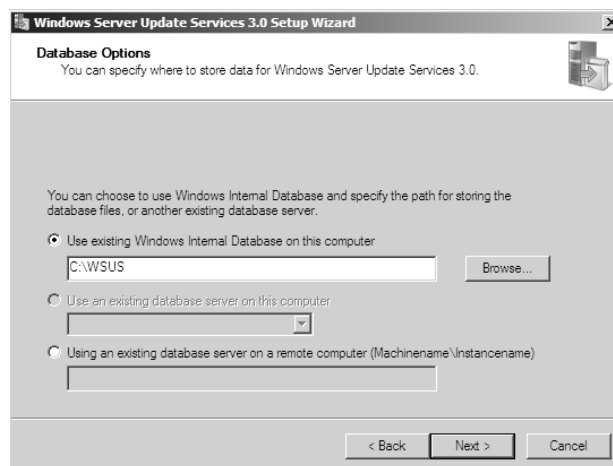 Windows Server Update Services 3.0 Setup Wizard
Database Options
You can specify where to store data for Windows Server Update Services 3.0.
You can choose to use Windows Internal Database and specify the path for storing the
database files, or another existing database server.
Use existing Windows Internal Database on this computer
C:\WSUS
Browse...
Use an existing database server on this computer
Using an existing database server on a remote computer (Machinename\Instancename)
< Back
Next >
Cancel